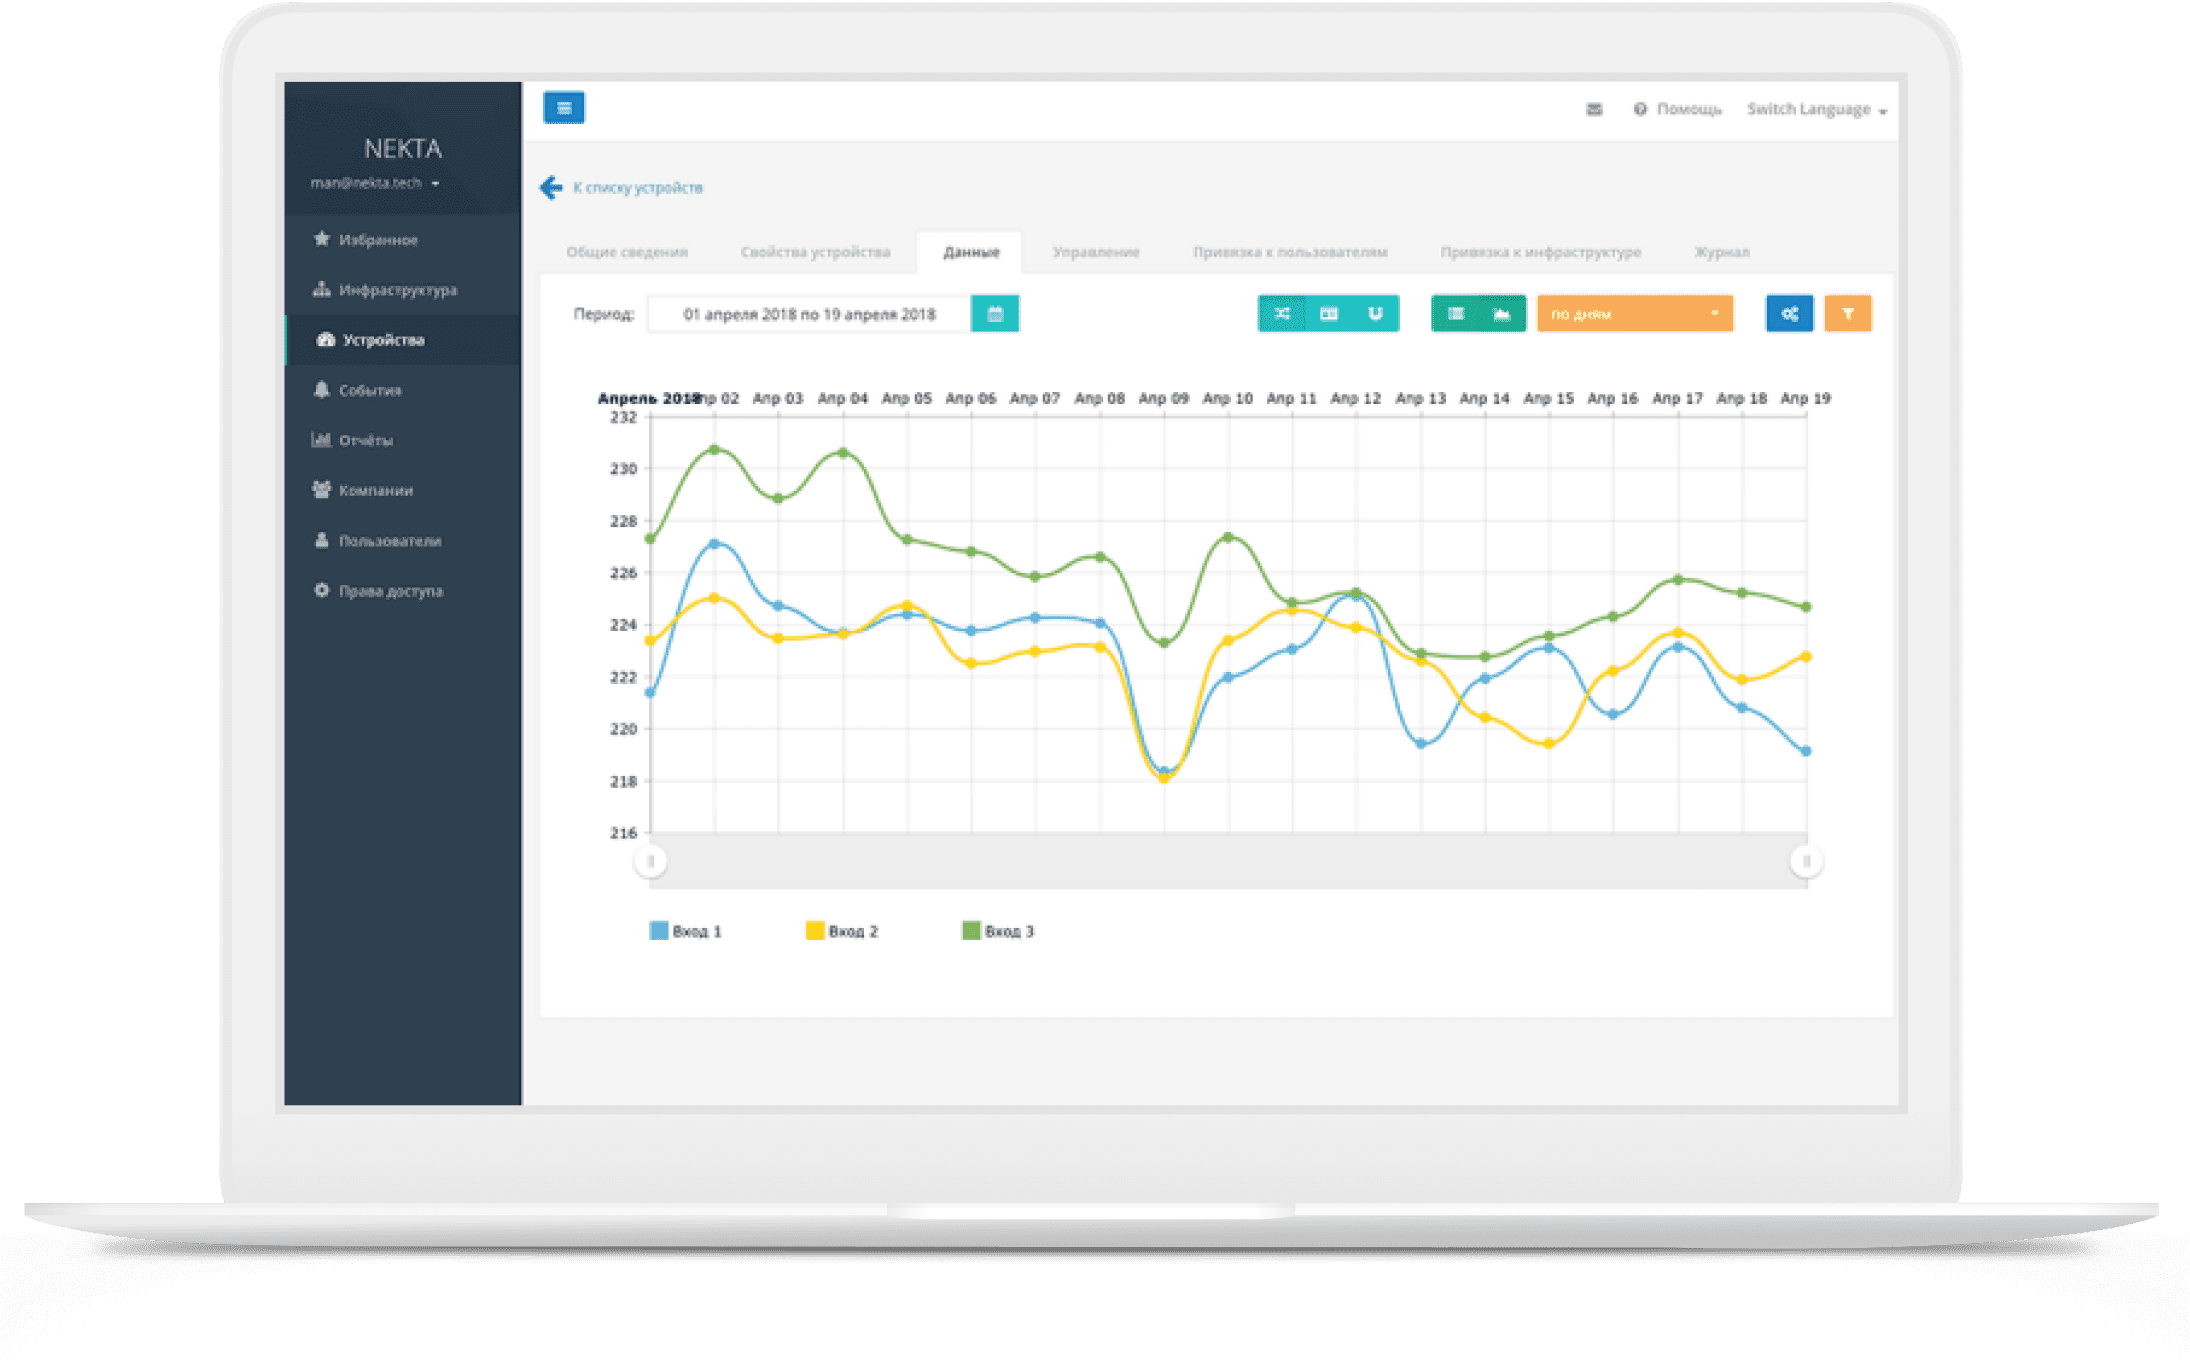 NEKTA
man@nekta.tech
Избранное
Инфраструктура
Устройства
События
Отчёты
Компании
Пользователи
Права доступа
Помощь Switch Language
К списку устройств
Общие сведения Свойства устройства Данные Управление Привязка к пользователям Привязка к инфраструктуре Журнал
Период: 01 апреля 2018 по 19 апреля 2018 по дням
Апрель 2018 Апр 02 Апр 03 Апр 04 Апр 05 Апр 06 Апр 07 Апр 08 Апр 09 Апр 10 Апр 11 Апр 12 Апр 13 Апр 14 Апр 15 Апр 16 Апр 17 Апр 18 Апр 19
232
230
228
226
224
222
220
218
216
Вход 1 Вход 2 Вход 3